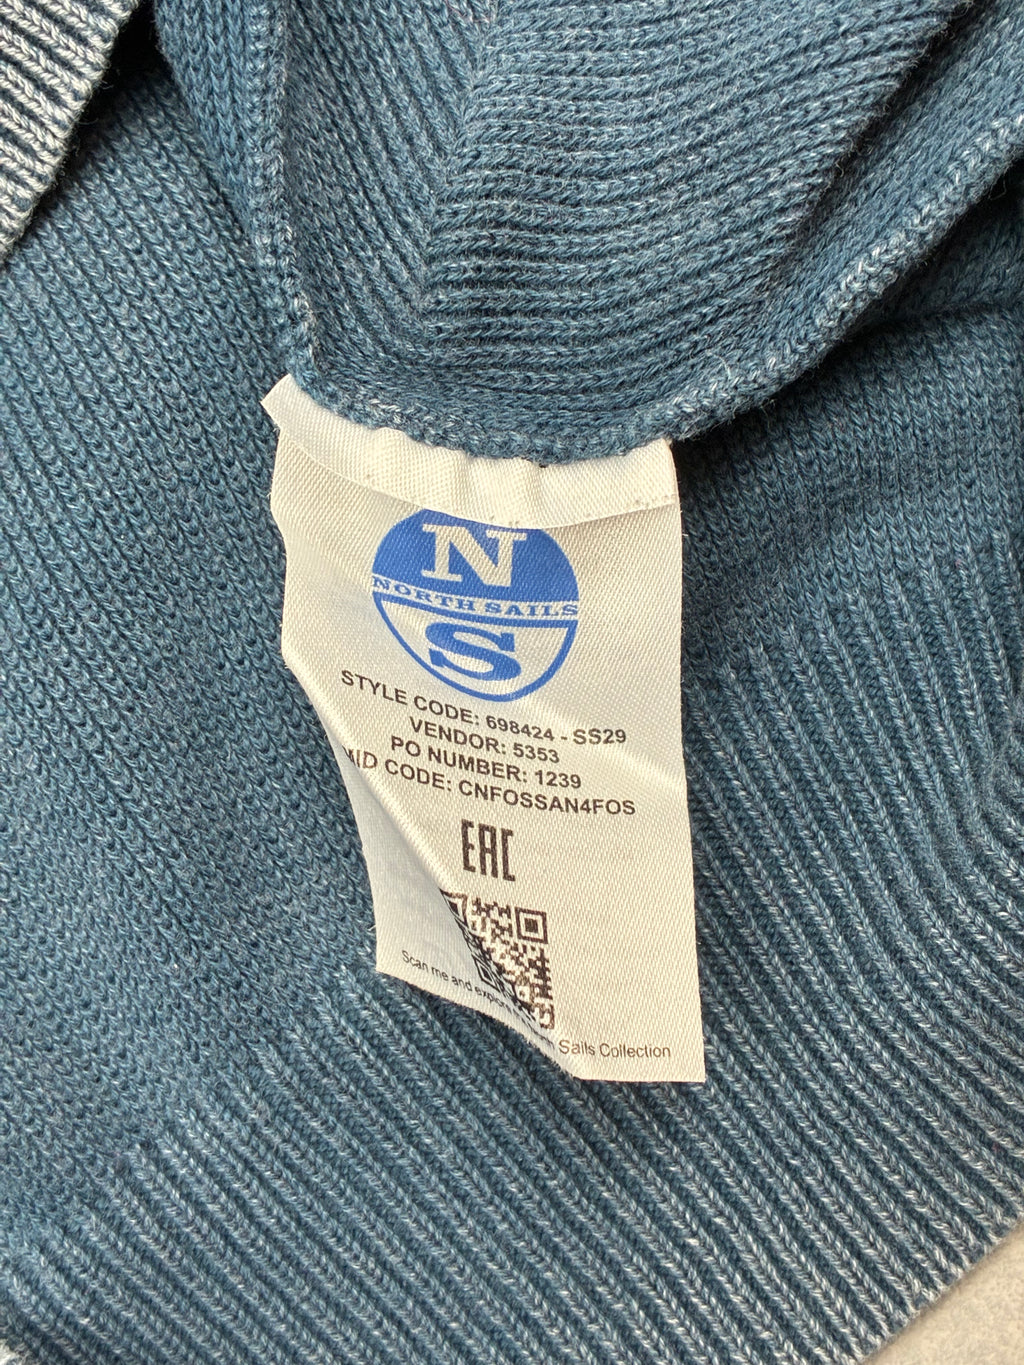 N
NORTH SAILS
S
STYLE CODE: 698424 - SS29
VENDOR: 5353
PO NUMBER: 1239
MID CODE: CNFOSSAN4FOS
EAC
Scan me and explore Sails Collection